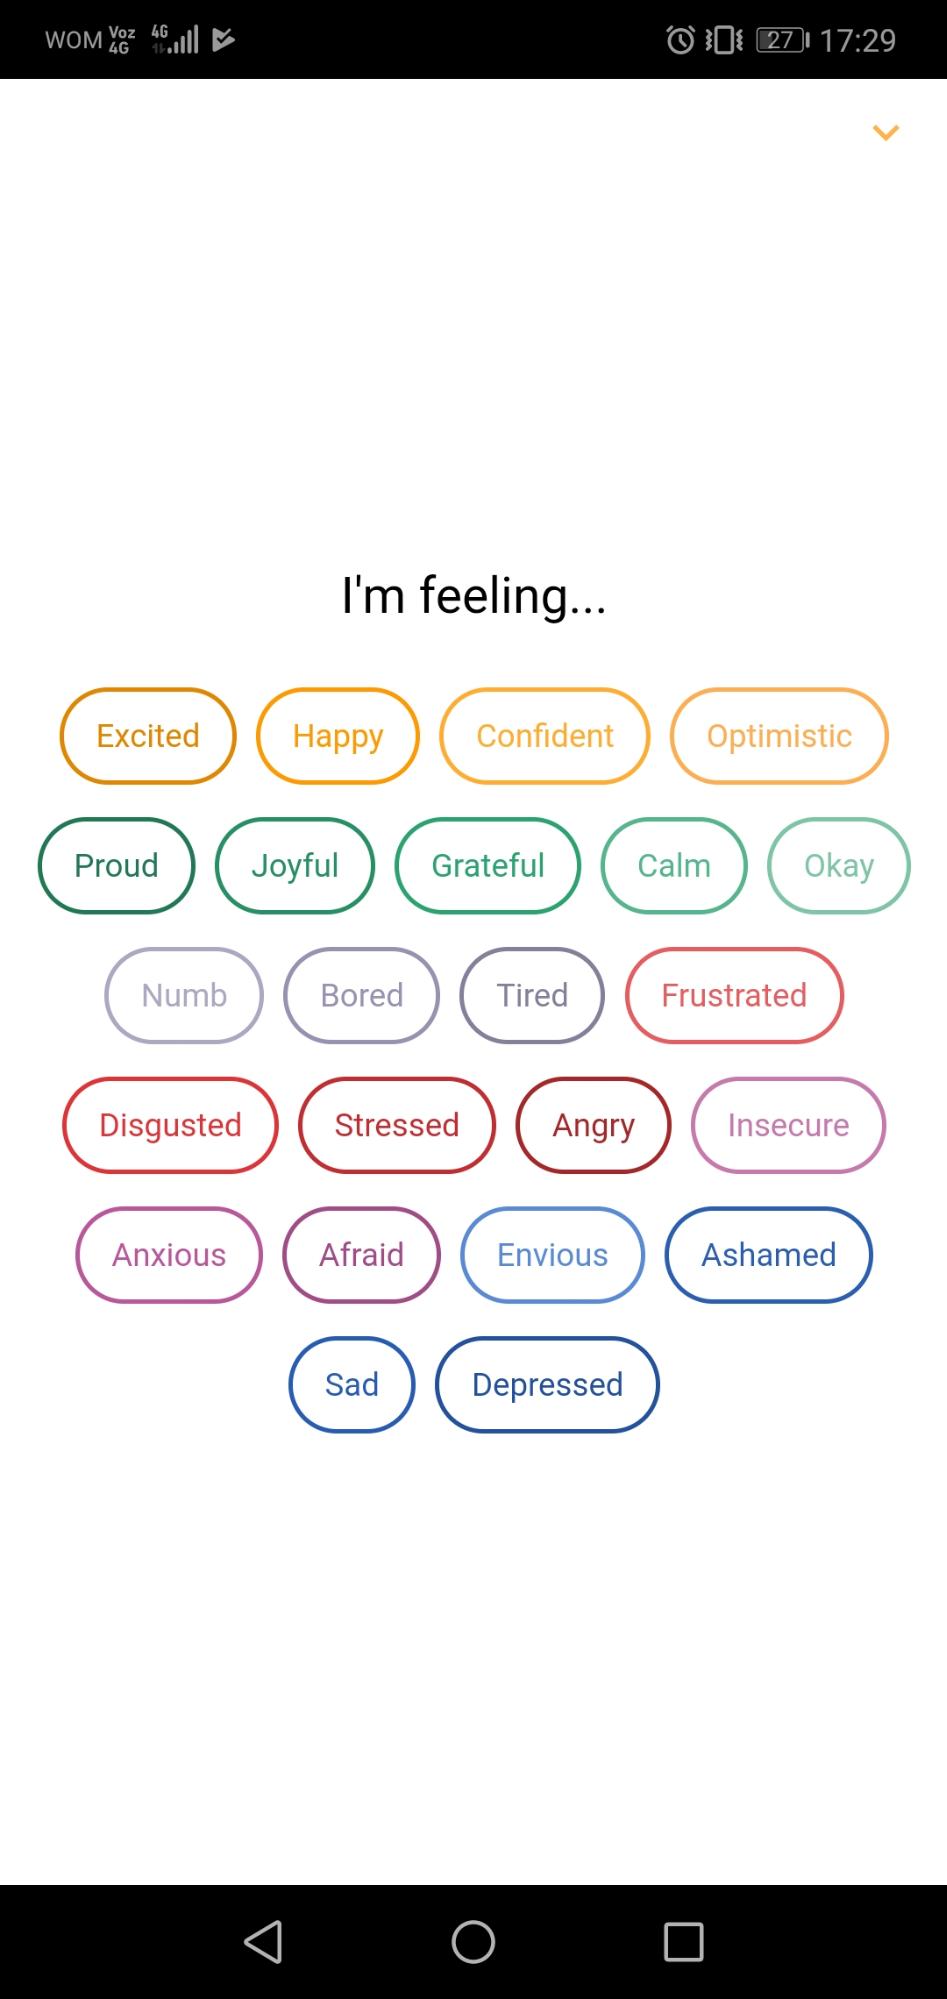 WOM Voz 4G 4G 27 17:29
I'm feeling...
Excited Happy Confident Optimistic
Proud Joyful Grateful Calm Okay
Numb Bored Tired Frustrated
Disgusted Stressed Angry Insecure
Anxious Afraid Envious Ashamed
Sad Depressed